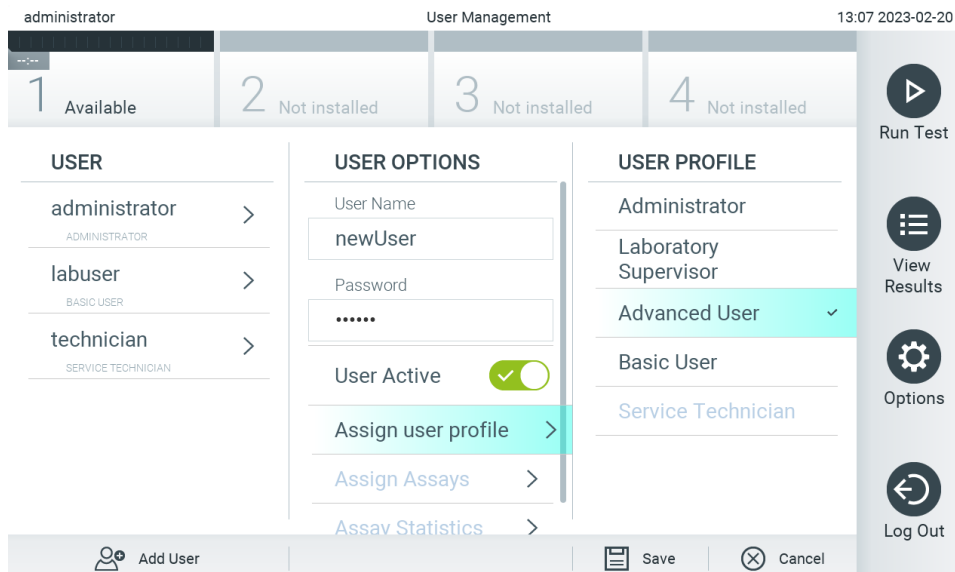 administrator
User Management
13:07 2023-02-20
--:--
1 Available
2 Not installed
3 Not installed
4 Not installed
USER
administrator
ADMINISTRATOR
labuser
BASIC USER
technician
SERVICE TECHNICIAN
USER OPTIONS
User Name
newUser
Password
••••••
User Active
Assign user profile
Assign Assays
Assay Statistics
USER PROFILE
Administrator
Laboratory
Supervisor
Advanced User
Basic User
Service Technician
Run Test
View
Results
Options
Log Out
Add User
Save
Cancel